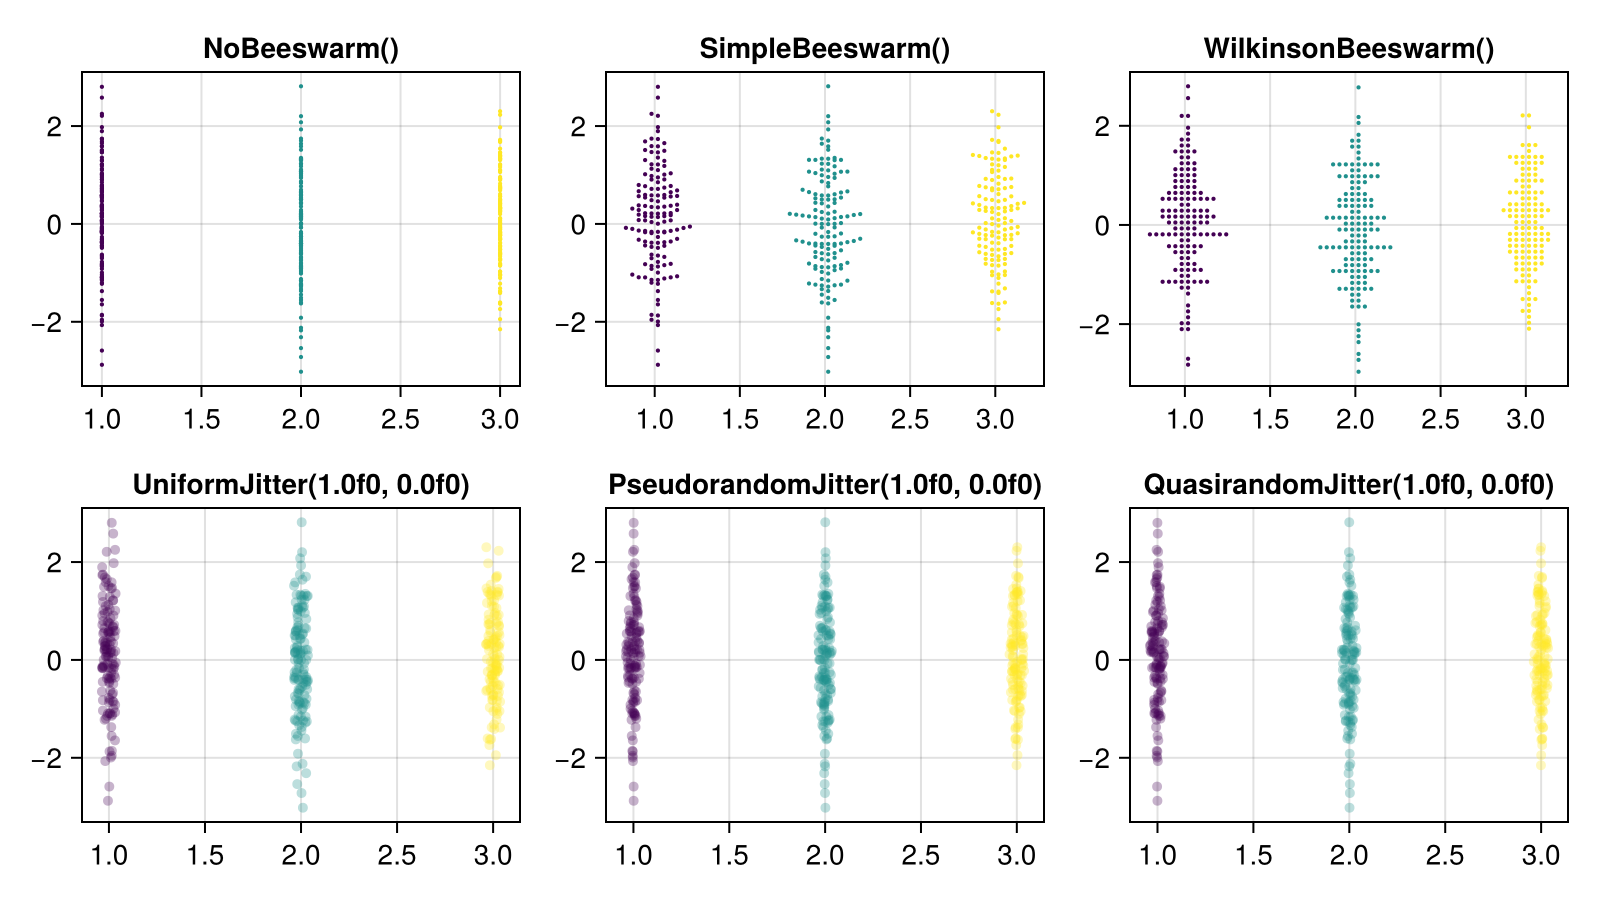 NoBeeswarm() SimpleBeeswarm() WilkinsonBeeswarm()
2 2 2
0 0 0
−2 −2 −2
1.0 1.5 2.0 2.5 3.0 1.0 1.5 2.0 2.5 3.0 1.0 1.5 2.0 2.5 3.0
UniformJitter(1.0f0, 0.0f0) PseudorandomJitter(1.0f0, 0.0f0) QuasirandomJitter(1.0f0, 0.0f0)
2 2 2
0 0 0
−2 −2 −2
1.0 1.5 2.0 2.5 3.0 1.0 1.5 2.0 2.5 3.0 1.0 1.5 2.0 2.5 3.0